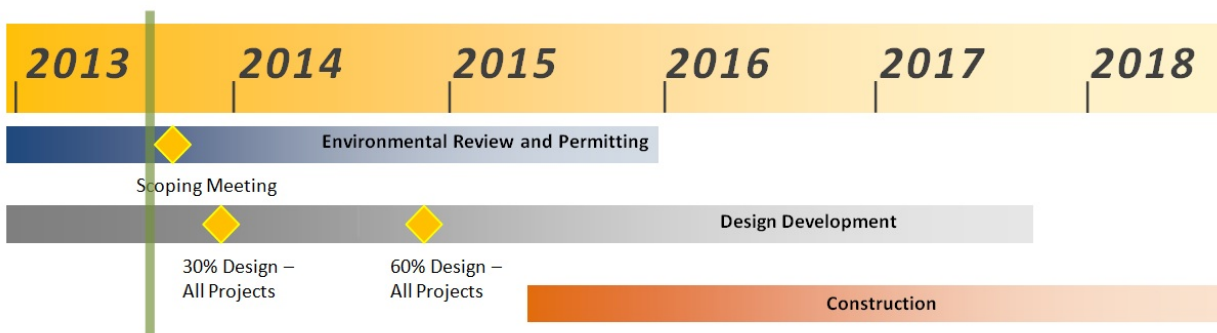 2013 2014 2015 2016 2017 2018
Environmental Review and Permitting
Scoping Meeting
Design Development
30% Design –
All Projects
60% Design –
All Projects
Construction